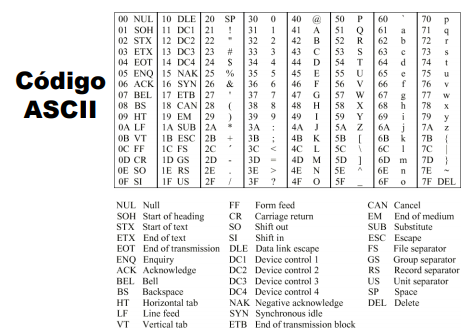 Código
ASCII
00 NUL 10 DLE 20 SP 30 0 40 @ 50 P 60 ` 70 p
01 SOH 11 DC1 21 ! 31 1 41 A 51 Q 61 a 71 q
02 STX 12 DC2 22 " 32 2 42 B 52 R 62 b 72 r
03 ETX 13 DC3 23 # 33 3 43 C 53 S 63 c 73 s
04 EOT 14 DC4 24 $ 34 4 44 D 54 T 64 d 74 t
05 ENQ 15 NAK 25 % 35 5 45 E 55 U 65 e 75 u
06 ACK 16 SYN 26 & 36 6 46 F 56 V 66 f 76 v
07 BEL 17 ETB 27 ' 37 7 47 G 57 W 67 g 77 w
08 BS 18 CAN 28 ( 38 8 48 H 58 X 68 h 78 x
09 HT 19 EM 29 ) 39 9 49 I 59 Y 69 i 79 y
0A LF 1A SUB 2A * 3A : 4A J 5A Z 6A j 7A z
0B VT 1B ESC 2B + 3B ; 4B K 5B [ 6B k 7B {
0C FF 1C FS 2C ´ 3C < 4C L 5C \ 6C l 7C |
0D CR 1D GS 2D - 3D = 4D M 5D ] 6D m 7D }
0E SO 1E RS 2E . 3E > 4E N 5E ^ 6E n 7E ~
0F SI 1F US 2F / 3F ? 4F O 5F _ 6F o 7F DEL
NUL Null FF Form feed CAN Cancel
SOH Start of heading CR Carriage return EM End of medium
STX Start of text SO Shift out SUB Substitute
ETX End of text SI Shift in ESC Escape
EOT End of transmission DLE Data link escape FS File separator
ENQ Enquiry DC1 Device control 1 GS Group separator
ACK Acknowledge DC2 Device control 2 RS Record separator
BEL Bell DC3 Device control 3 US Unit separator
BS Backspace DC4 Device control 4 SP Space
HT Horizontal tab NAK Negative acknowledge DEL Delete
LF Line feed SYN Synchronous idle
VT Vertical tab ETB End of transmission block